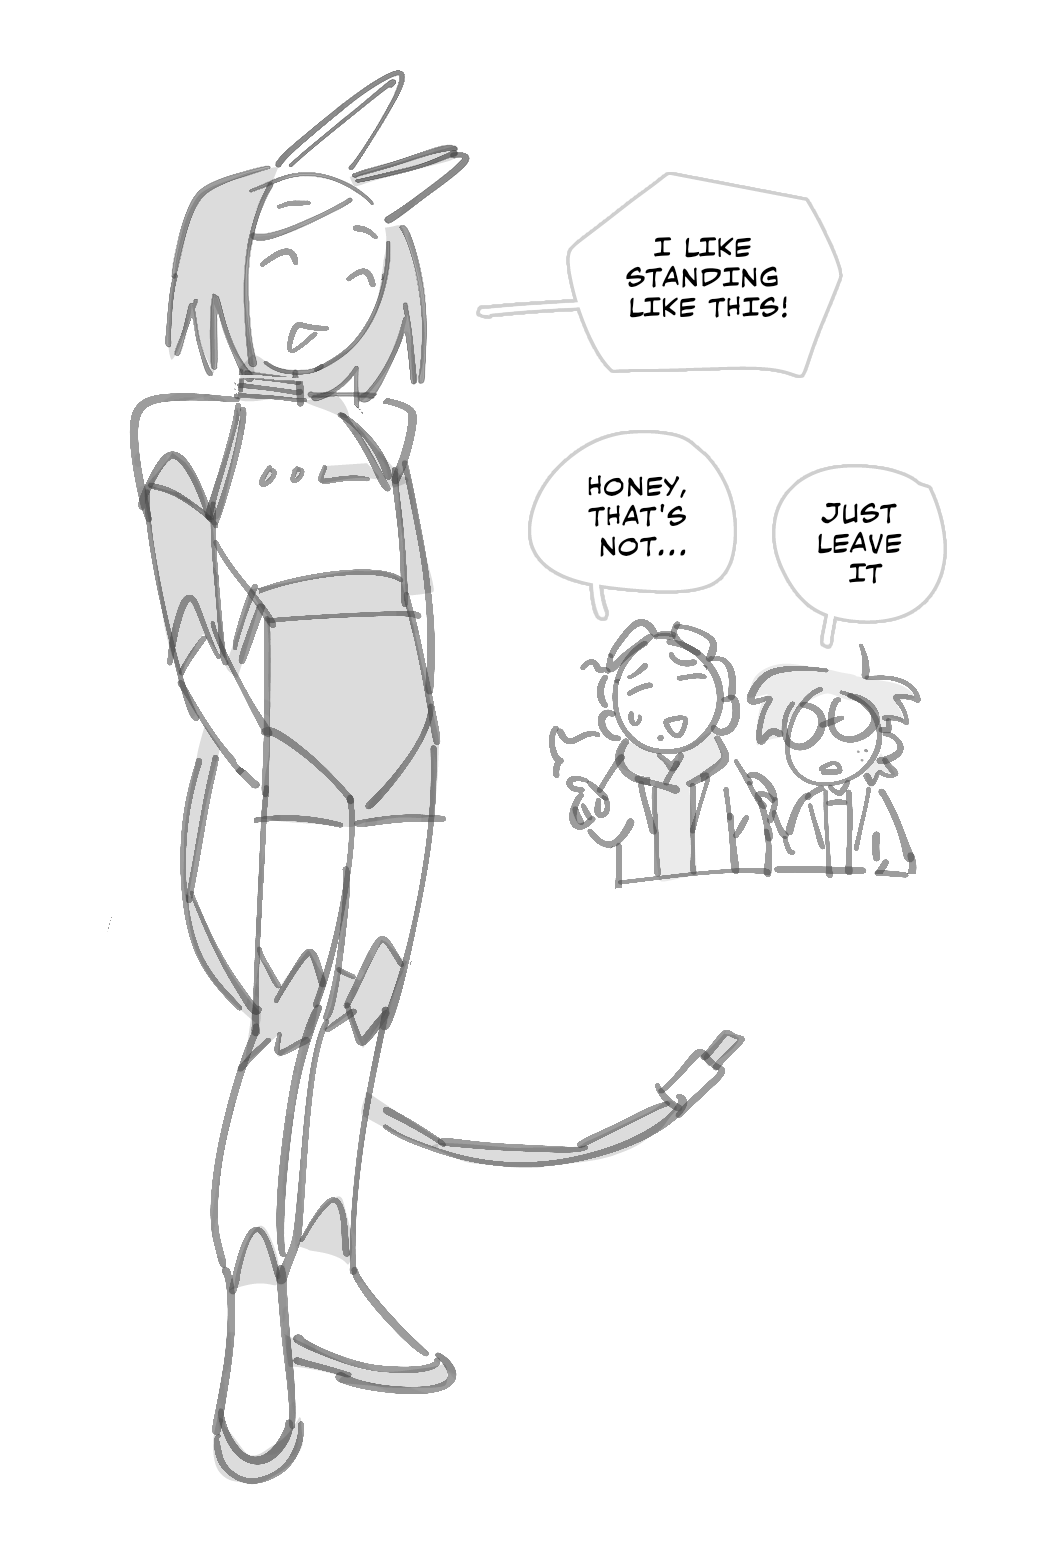 I LIKE
STANDING
LIKE THIS!
HONEY,
THAT'S
NOT...
JUST
LEAVE
IT